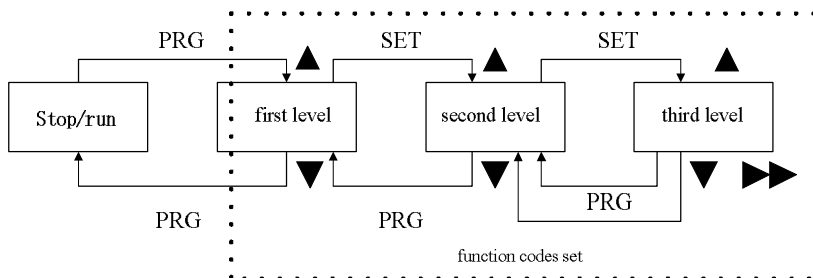 PRG
SET
SET
Stop/run
first level
second level
third level
PRG
PRG
PRG
function codes set